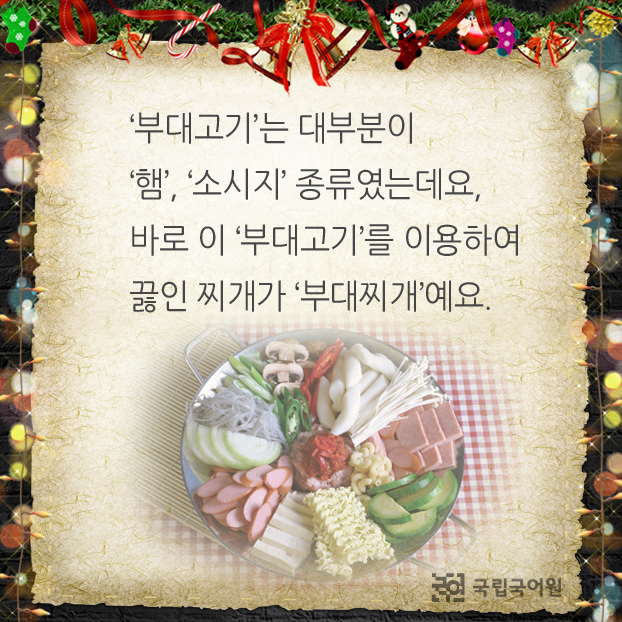 ‘부대고기’는 대부분이
‘햄’, ‘소시지’ 종류였는데요,
바로 이 ‘부대고기’를 이용하여
끓인 찌개가 ‘부대찌개’예요.
국립국어원